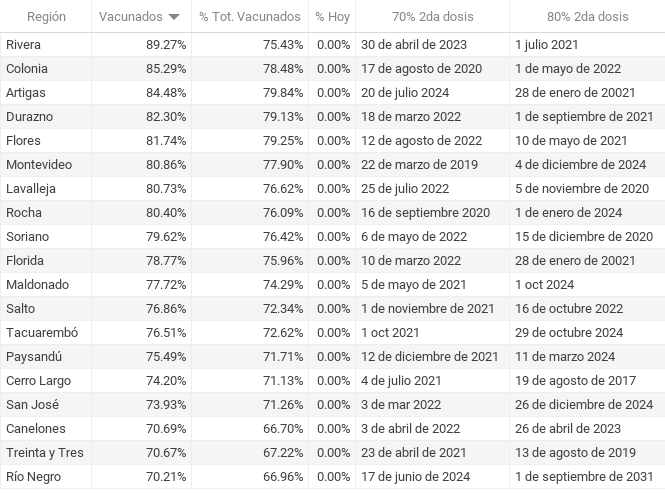 Región Vacunados % Tot. Vacunados % Hoy 70% 2da dosis 80% 2da dosis
Rivera 89.27% 75.43% 0.00% 30 de abril de 2023 1 julio 2021
Colonia 85.29% 78.48% 0.00% 17 de agosto de 2020 1 de mayo de 2022
Artigas 84.48% 79.84% 0.00% 20 de julio 2024 28 de enero de 20021
Durazno 82.30% 79.13% 0.00% 18 de marzo 2022 1 de septiembre de 2021
Flores 81.74% 79.25% 0.00% 12 de agosto de 2022 10 de mayo de 2021
Montevideo 80.86% 77.90% 0.00% 22 de marzo de 2019 4 de diciembre de 2024
Lavalleja 80.73% 76.62% 0.00% 25 de julio 2022 5 de noviembre de 2020
Rocha 80.40% 76.09% 0.00% 16 de septiembre 2020 1 de enero de 2024
Soriano 79.62% 76.42% 0.00% 6 de mayo de 2022 15 de diciembre de 2020
Florida 78.77% 75.96% 0.00% 10 de marzo 2022 28 de enero de 20021
Maldonado 77.72% 74.29% 0.00% 5 de mayo de 2021 1 oct 2024
Salto 76.86% 72.34% 0.00% 1 de noviembre de 2021 16 de octubre 2022
Tacuarembó 76.51% 72.62% 0.00% 1 oct 2021 29 de octubre 2024
Paysandú 75.49% 71.71% 0.00% 12 de diciembre de 2021 11 de marzo 2024
Cerro Largo 74.20% 71.13% 0.00% 4 de julio 2021 19 de agosto de 2017
San José 73.93% 71.26% 0.00% 3 de mar 2022 26 de diciembre de 2024
Canelones 70.69% 66.70% 0.00% 3 de abril de 2022 26 de abril de 2023
Treinta y Tres 70.67% 67.22% 0.00% 23 de abril de 2021 13 de agosto de 2019
Río Negro 70.21% 66.96% 0.00% 17 de junio de 2024 1 de septiembre de 2031